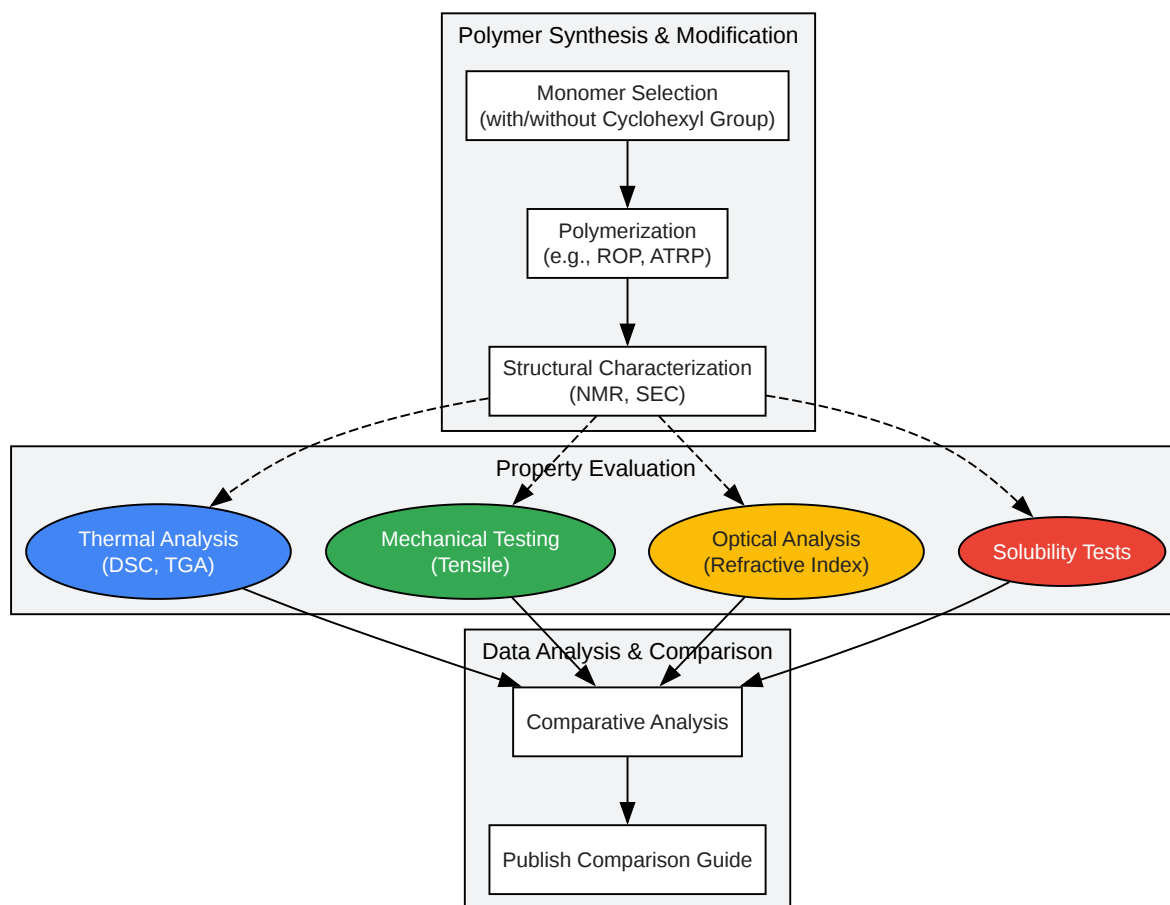 Polymer Synthesis & Modification
Monomer Selection
(with/without Cyclohexyl Group)
Polymerization
(e.g., ROP, ATRP)
Structural Characterization
(NMR, SEC)
Property Evaluation
Thermal Analysis
(DSC, TGA)
Mechanical Testing
(Tensile)
Optical Analysis
(Refractive Index)
Solubility Tests
Data Analysis & Comparison
Comparative Analysis
Publish Comparison Guide